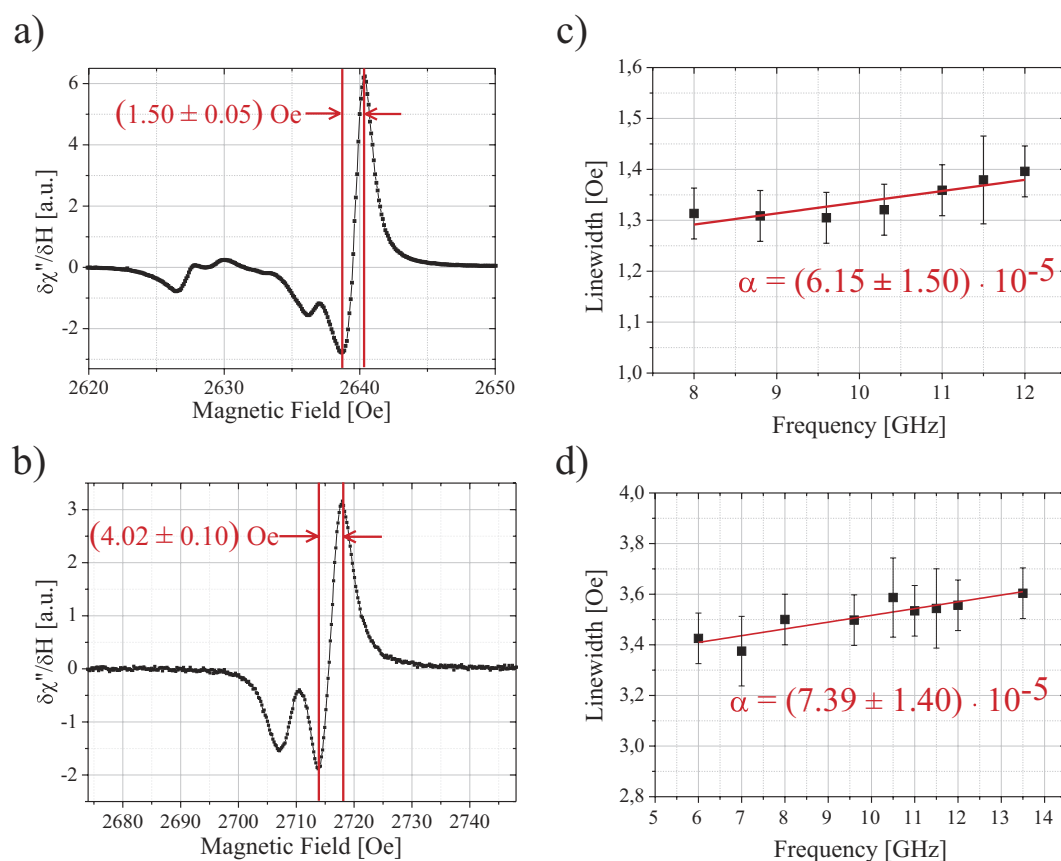 a)
(1.50 ± 0.05) Oe
δχ''/δH [a.u.]
6
4
2
0
-2
2620 2630 2640 2650
Magnetic Field [Oe]
b)
(4.02 ± 0.10) Oe
δχ''/δH [a.u.]
3
2
1
0
-1
-2
2680 2690 2700 2710 2720 2730 2740
Magnetic Field [Oe]
c)
Linewidth [Oe]
1,6
1,5
1,4
1,3
1,2
1,1
1,0
α = (6.15 ± 1.50) · 10⁻⁵
8 9 10 11 12
Frequency [GHz]
d)
Linewidth [Oe]
4,0
3,8
3,6
3,4
3,2
3,0
2,8
α = (7.39 ± 1.40) · 10⁻⁵
5 6 7 8 9 10 11 12 13 14
Frequency [GHz]